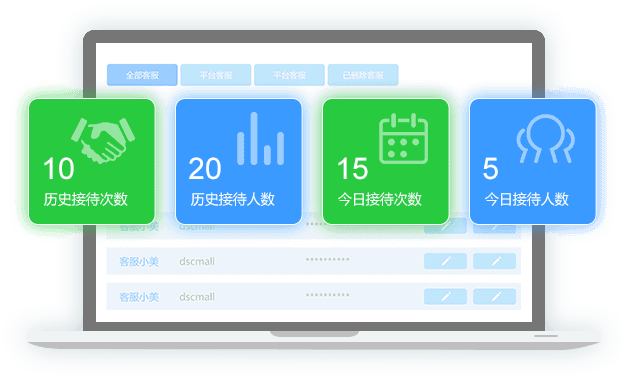 全部客服 平台客服 平台客服 已删除客服
10 20 15 5
历史接待次数 历史接待人数 今日接待次数 今日接待人数
客服小美 dscmall **********
客服小美 dscmall **********
客服小美 dscmall **********